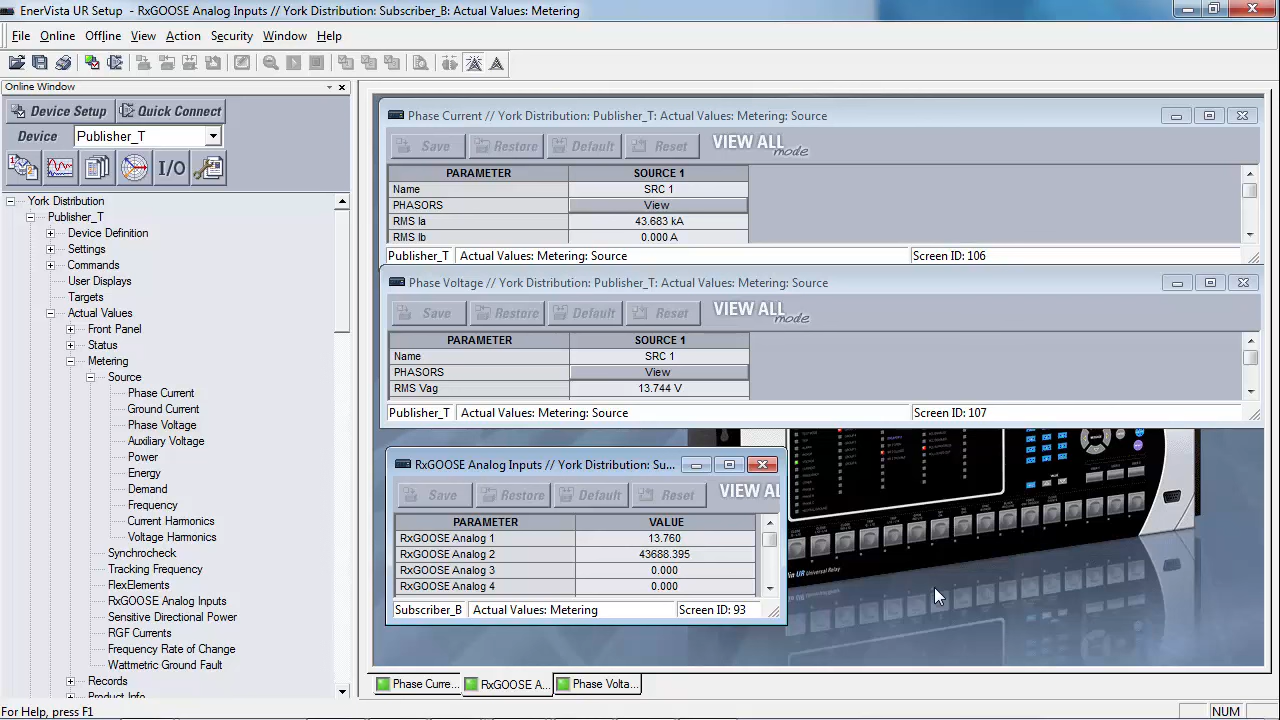 EnerVista UR Setup - RxGOOSE Analog Inputs // York Distribution: Subscriber_B: Actual Values: Metering
File Online Offline View Action Security Window Help
Online Window
Device Setup Quick Connect
Device Publisher_T
I/O
York Distribution
Publisher_T
Device Definition
Settings
Commands
User Displays
Targets
Actual Values
Front Panel
Status
Metering
Source
Phase Current
Ground Current
Phase Voltage
Auxiliary Voltage
Power
Energy
Demand
Frequency
Current Harmonics
Voltage Harmonics
Synchrocheck
Tracking Frequency
FlexElements
RxGOOSE Analog Inputs
Sensitive Directional Power
RGF Currents
Frequency Rate of Change
Wattmetric Ground Fault
Records
Product Info
Phase Current // York Distribution: Publisher_T: Actual Values: Metering: Source
Save Restore Default Reset VIEW ALL mode
PARAMETER SOURCE 1
Name SRC 1
PHASORS View
RMS Ia 43.683 kA
RMS Ib 0.000 A
Publisher_T Actual Values: Metering: Source Screen ID: 106
Phase Voltage // York Distribution: Publisher_T: Actual Values: Metering: Source
Save Restore Default Reset VIEW ALL mode
PARAMETER SOURCE 1
Name SRC 1
PHASORS View
RMS Vag 13.744 V
Publisher_T Actual Values: Metering: Source Screen ID: 107
RxGOOSE Analog Inputs // York Distribution: Su...
Save Restore Default Reset VIEW AL
PARAMETER VALUE
RxGOOSE Analog 1 13.760
RxGOOSE Analog 2 43688.395
RxGOOSE Analog 3 0.000
RxGOOSE Analog 4 0.000
Subscriber_B Actual Values: Metering Screen ID: 93
Universal Relay
Phase Curre... RxGOOSE A... Phase Volta...
For Help, press F1 NUM